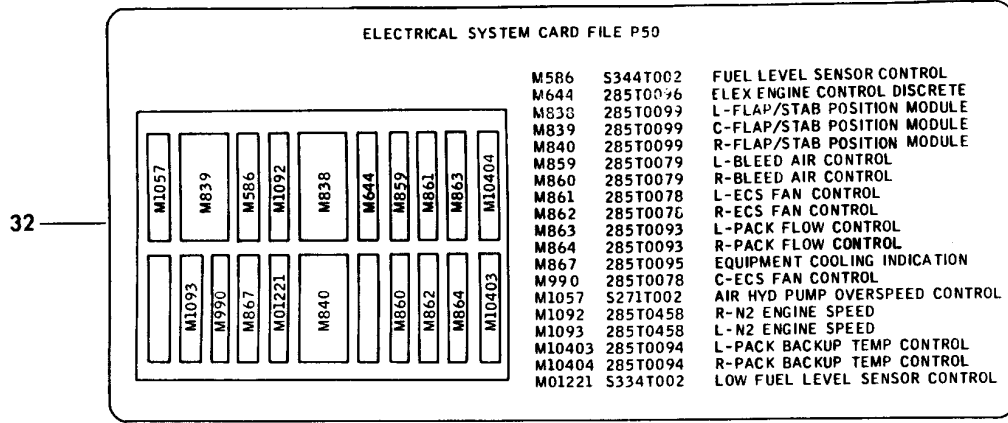 ELECTRICAL SYSTEM CARD FILE P50
M586 S344T002 FUEL LEVEL SENSOR CONTROL
M644 285T0096 ELEX ENGINE CONTROL DISCRETE
M838 285T0099 L-FLAP/STAB POSITION MODULE
M839 285T0099 C-FLAP/STAB POSITION MODULE
M840 285T0099 R-FLAP/STAB POSITION MODULE
M859 285T0079 L-BLEED AIR CONTROL
M860 285T0079 R-BLEED AIR CONTROL
M861 285T0078 L-ECS FAN CONTROL
M862 285T0078 R-ECS FAN CONTROL
M863 285T0093 L-PACK FLOW CONTROL
M864 285T0093 R-PACK FLOW CONTROL
M867 285T0095 EQUIPMENT COOLING INDICATION
M990 285T0078 C-ECS FAN CONTROL
M1057 S271T002 AIR HYD PUMP OVERSPEED CONTROL
M1092 285T0458 R-N2 ENGINE SPEED
M1093 285T0458 L-N2 ENGINE SPEED
M10403 285T0094 L-PACK BACKUP TEMP CONTROL
M10404 285T0094 R-PACK BACKUP TEMP CONTROL
M01221 S334T002 LOW FUEL LEVEL SENSOR CONTROL
32
M1057 M839 M586 M1092 M838 M644 M859 M861 M863 M10404
M1093 M990 M867 M01221 M840 M860 M862 M864 M10403